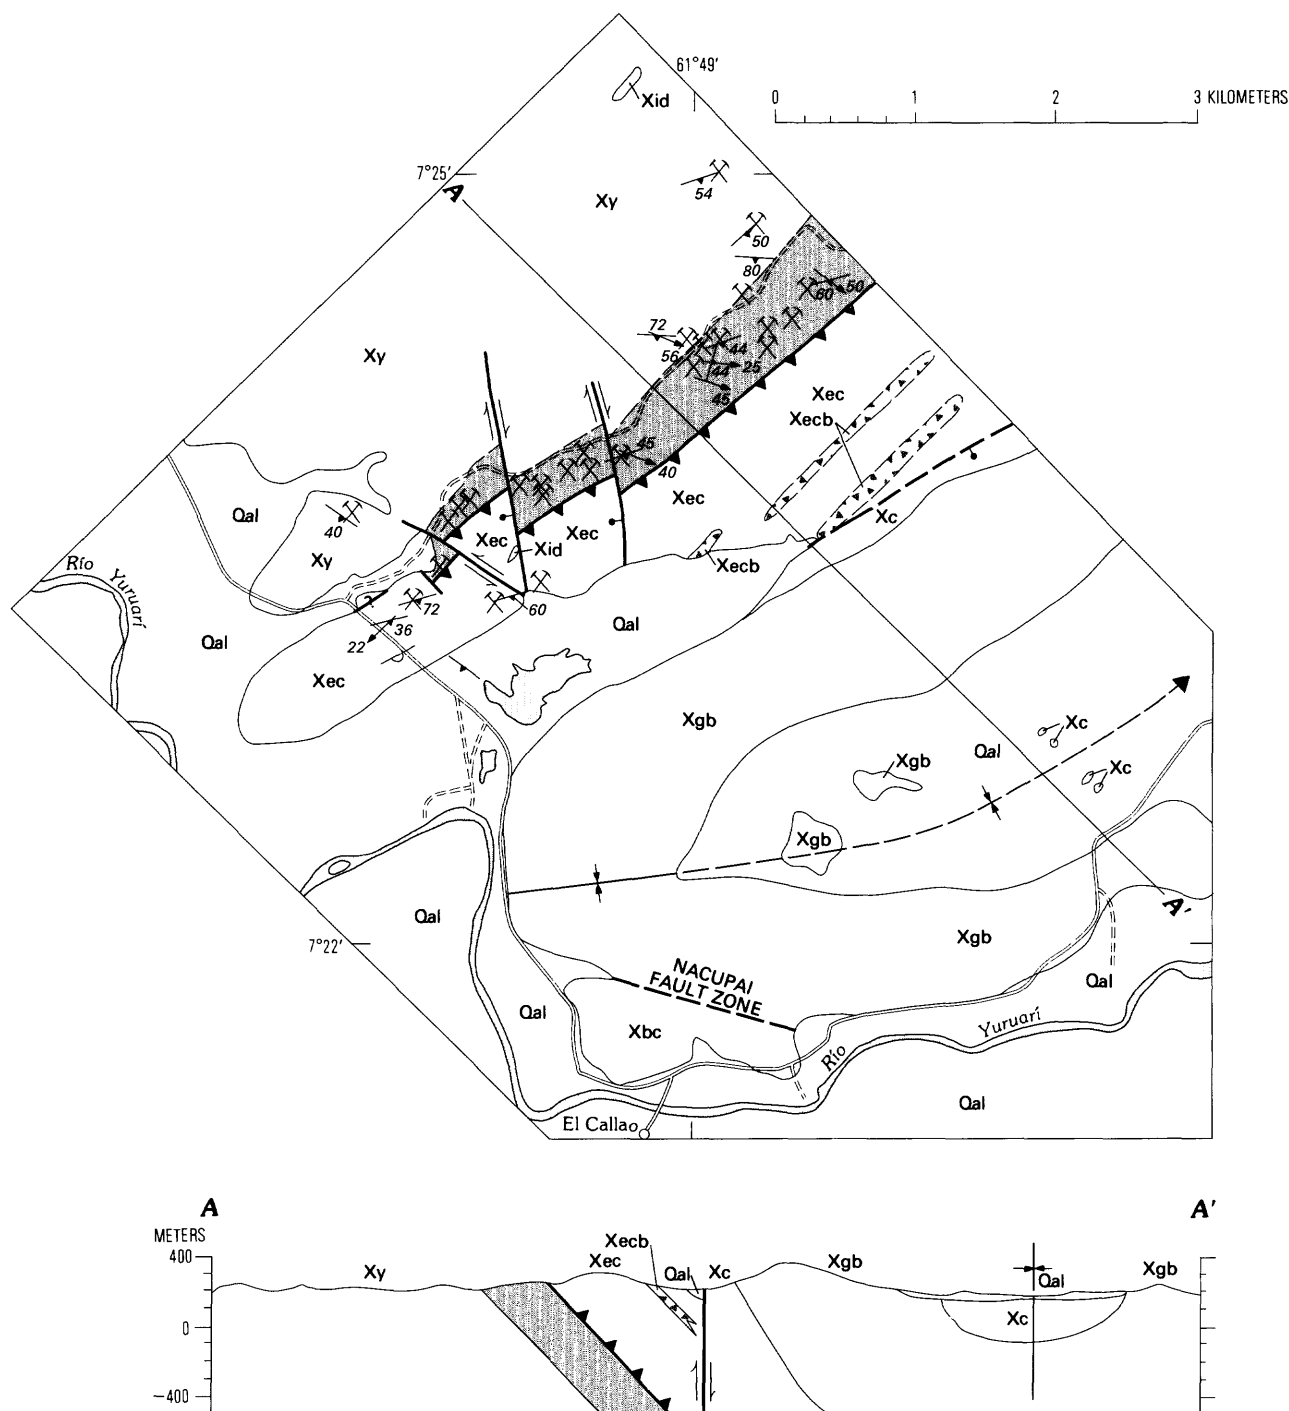 61°49'
0 1 2 3 KILOMETERS
Xid
7°25'
A
Xy
54
50
80
80
50
72
56
44
44
25
45
Xy
Xec
Xecb
45
40
Xec
Xc
Qal
40
Xec
Xec
Xid
Xecb
Xy
Río Yuruarí
?
72
60
Qal
Qal
36
22
Xec
Xgb
Xc
Qal
Xgb
Xc
Xgb
Qal
A'
7°22'
Xgb
NACUPAI
FAULT ZONE
Qal
Qal
Xbc
Río Yuruarí
Qal
El Callao
A
A'
METERS
Xecb
400
Xy
Xec
Qal
Xc
Xgb
Qal
Xgb
Xc
0
−400